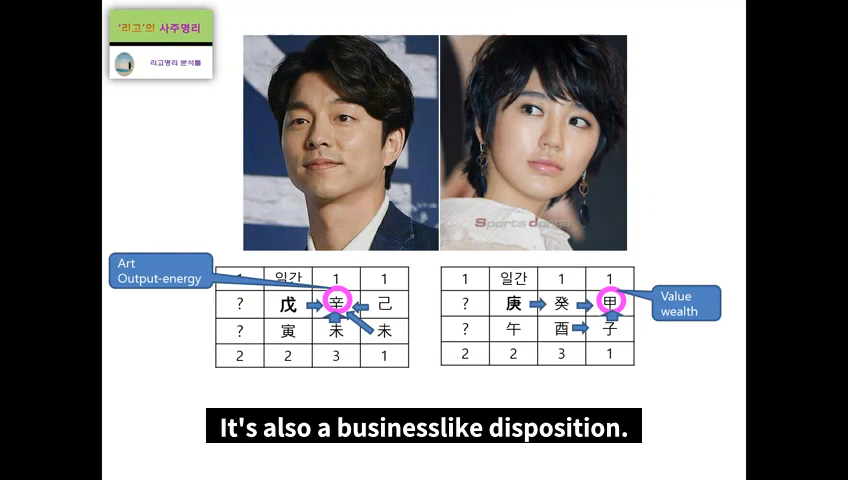 '리고'의 사주명리
리고명리 분석틀
Sports d
Art
Output-energy
1 일간 1 1
? 戊 辛 己
? 寅 未 未
2 2 3 1
1 일간 1 1
? 庚 癸 甲
? 午 酉 子
2 2 3 1
Value
wealth
It's also a businesslike disposition.